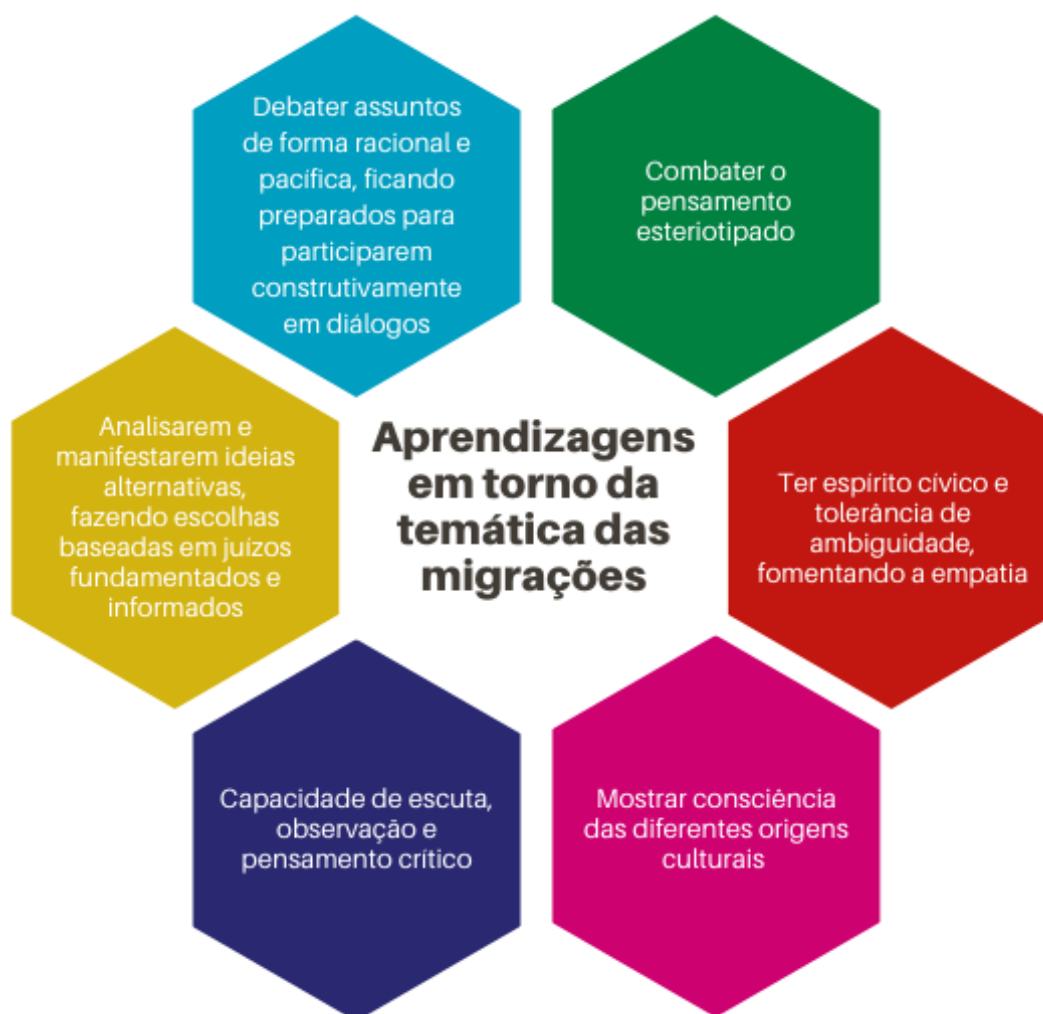 Debater assuntos
de forma racional e
pacífica, ficando
preparados para
participarem
construtivamente
em diálogos
Combater o
pensamento
esteriotipado
Analisarem e
manifestarem ideias
alternativas,
fazendo escolhas
baseadas em juízos
fundamentados e
informados
Aprendizagens
em torno da
temática das
migrações
Ter espírito cívico e
tolerância de
ambiguidade,
fomentando a empatia
Capacidade de escuta,
observação e
pensamento crítico
Mostrar consciência
das diferentes origens
culturais